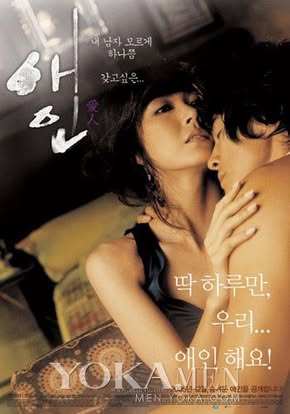 내 남자 모르게
하나쯤
갖고싶은...
애인
愛人
딱 하루만,
우리...
애인 해요!
YOKA MEN
MEN.YOKA.COM